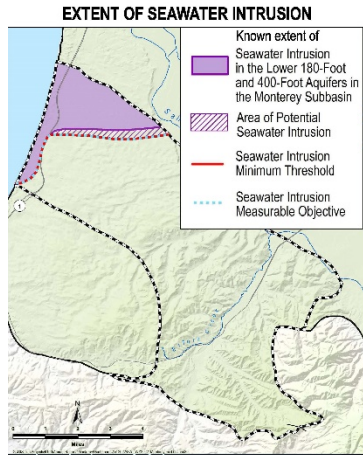 EXTENT OF SEAWATER INTRUSION
Known extent of
Seawater Intrusion
in the Lower 180-Foot
and 400-Foot Aquifers in
the Monterey Subbasin
Area of Potential
Seawater Intrusion
Seawater Intrusion
Minimum Threshold
Seawater Intrusion
Measurable Objective
1
N
Miles